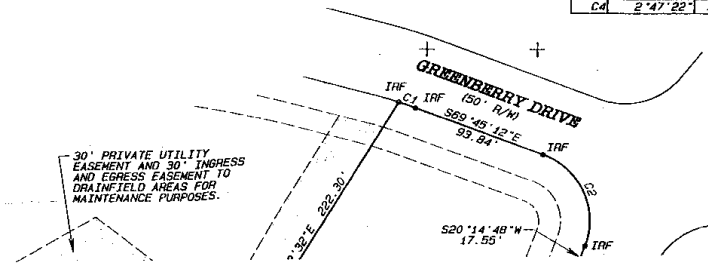 C4 2°47'22"
GREENBERRY DRIVE
(50' R/W)
IRF
C1
IRF
S69°45'12"E
93.84'
IRF
C2
30' PRIVATE UTILITY
EASEMENT AND 30' INGRESS
AND EGRESS EASEMENT TO
DRAINFIELD AREAS FOR
MAINTENANCE PURPOSES.
'32"E 222.30'
S20°14'48"W
17.55'
IRF